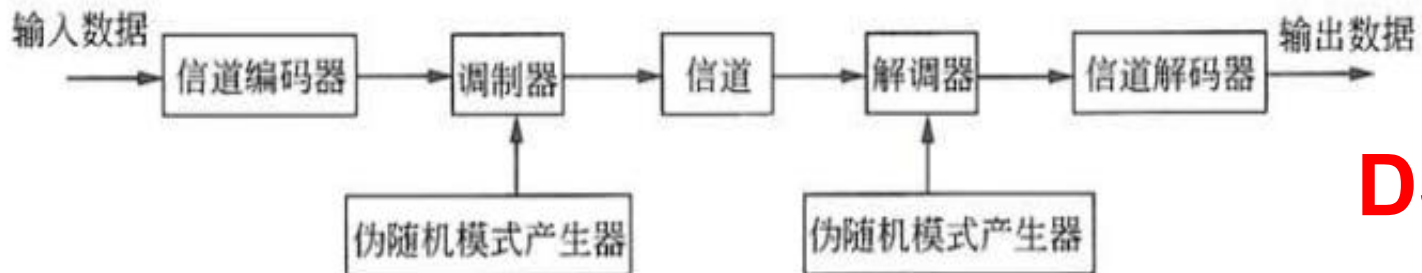 输入数据
输出数据
信道编码器
调制器
信道
解调器
信道解码器
伪随机模式产生器
伪随机模式产生器
D